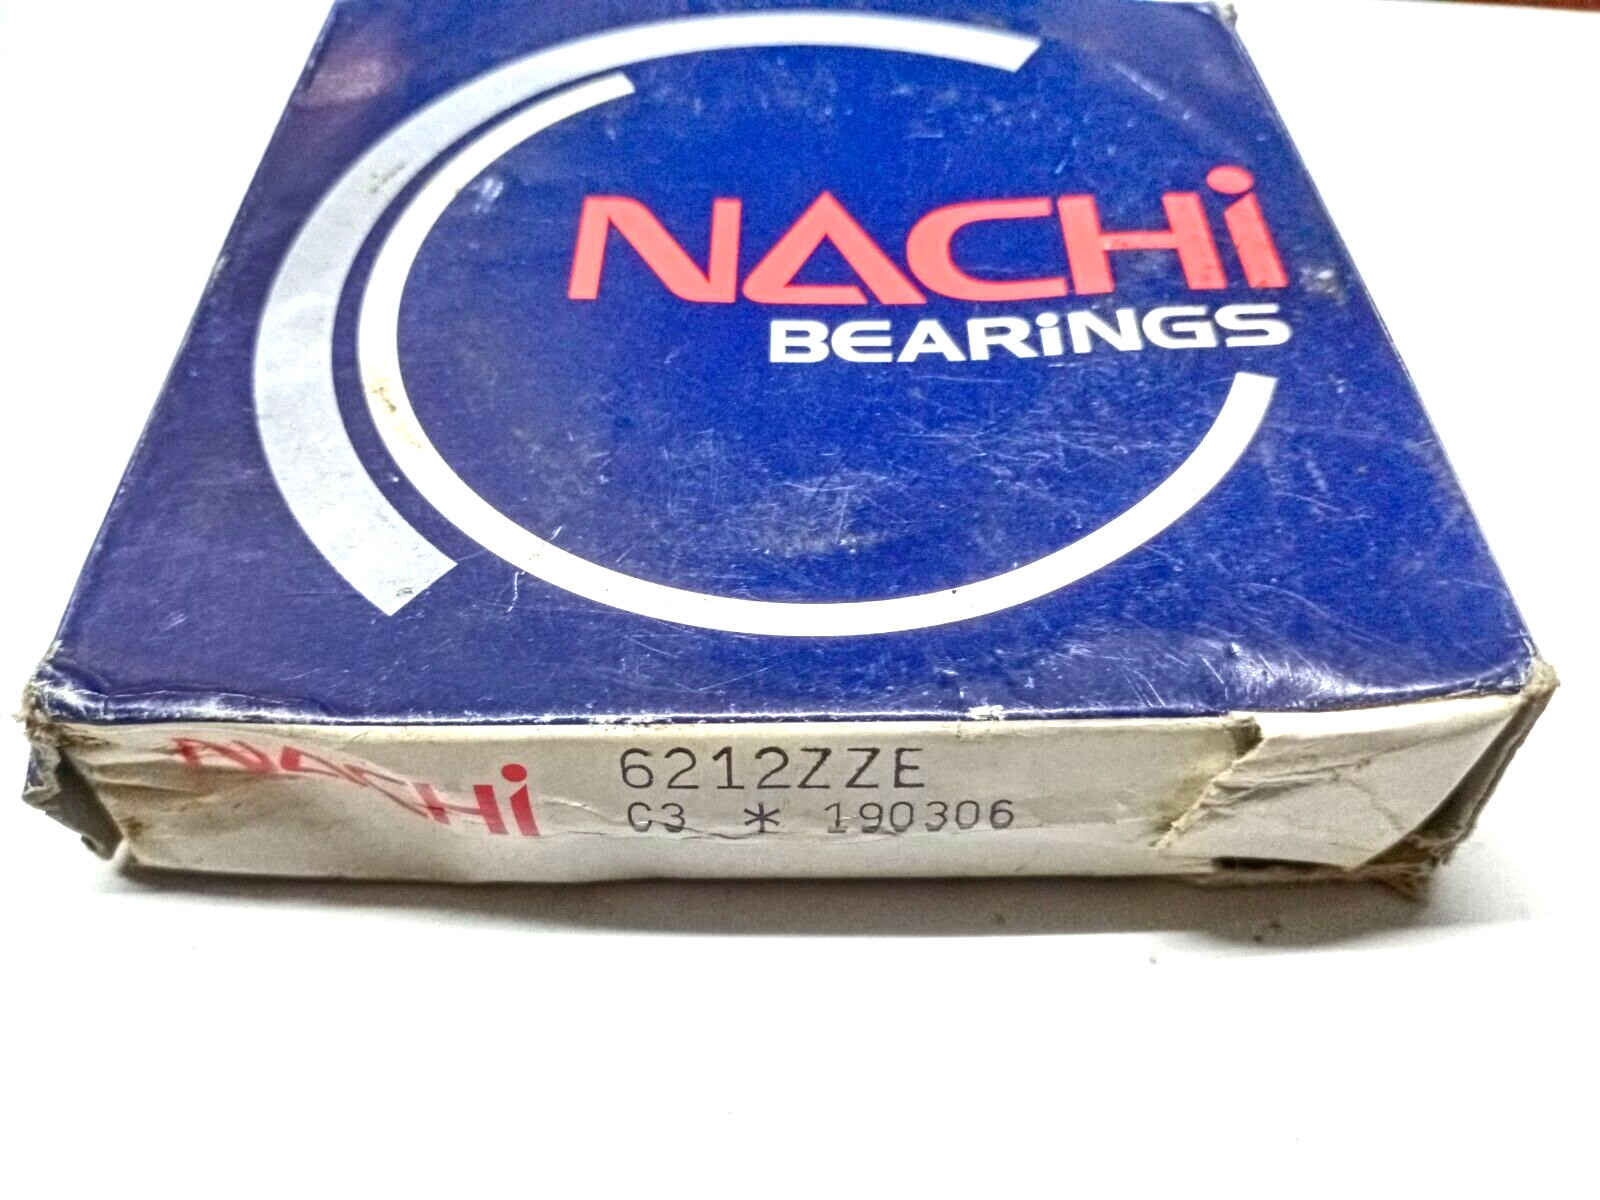 NACHi
BEARiNGS
NACHi
6212ZZE
C3 * 190306